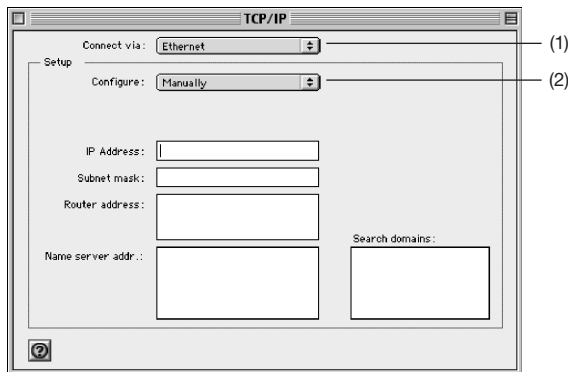 TCP/IP
Connect via: Ethernet (1)
Setup
Configure: Manually (2)
IP Address:
Subnet mask:
Router address:
Search domains:
Name server addr.:
?